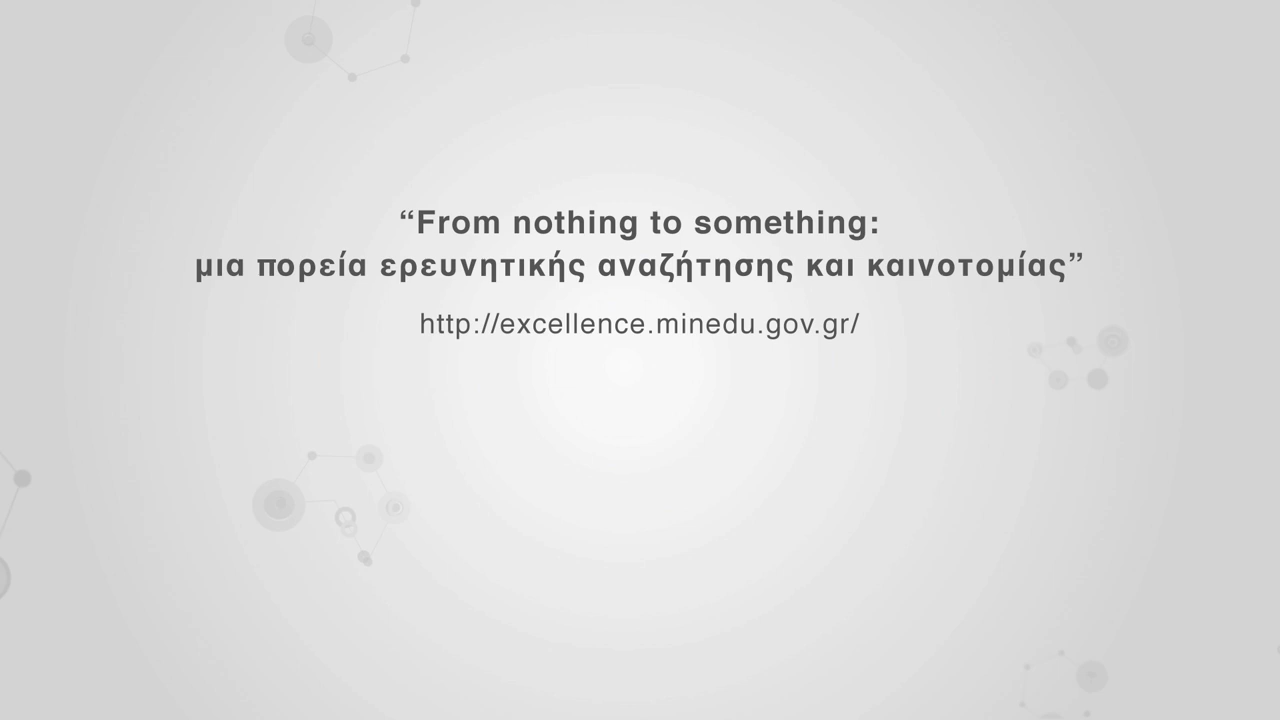 “From nothing to something:
μια πορεία ερευνητικής αναζήτησης και καινοτομίας”
http://excellence.minedu.gov.gr/